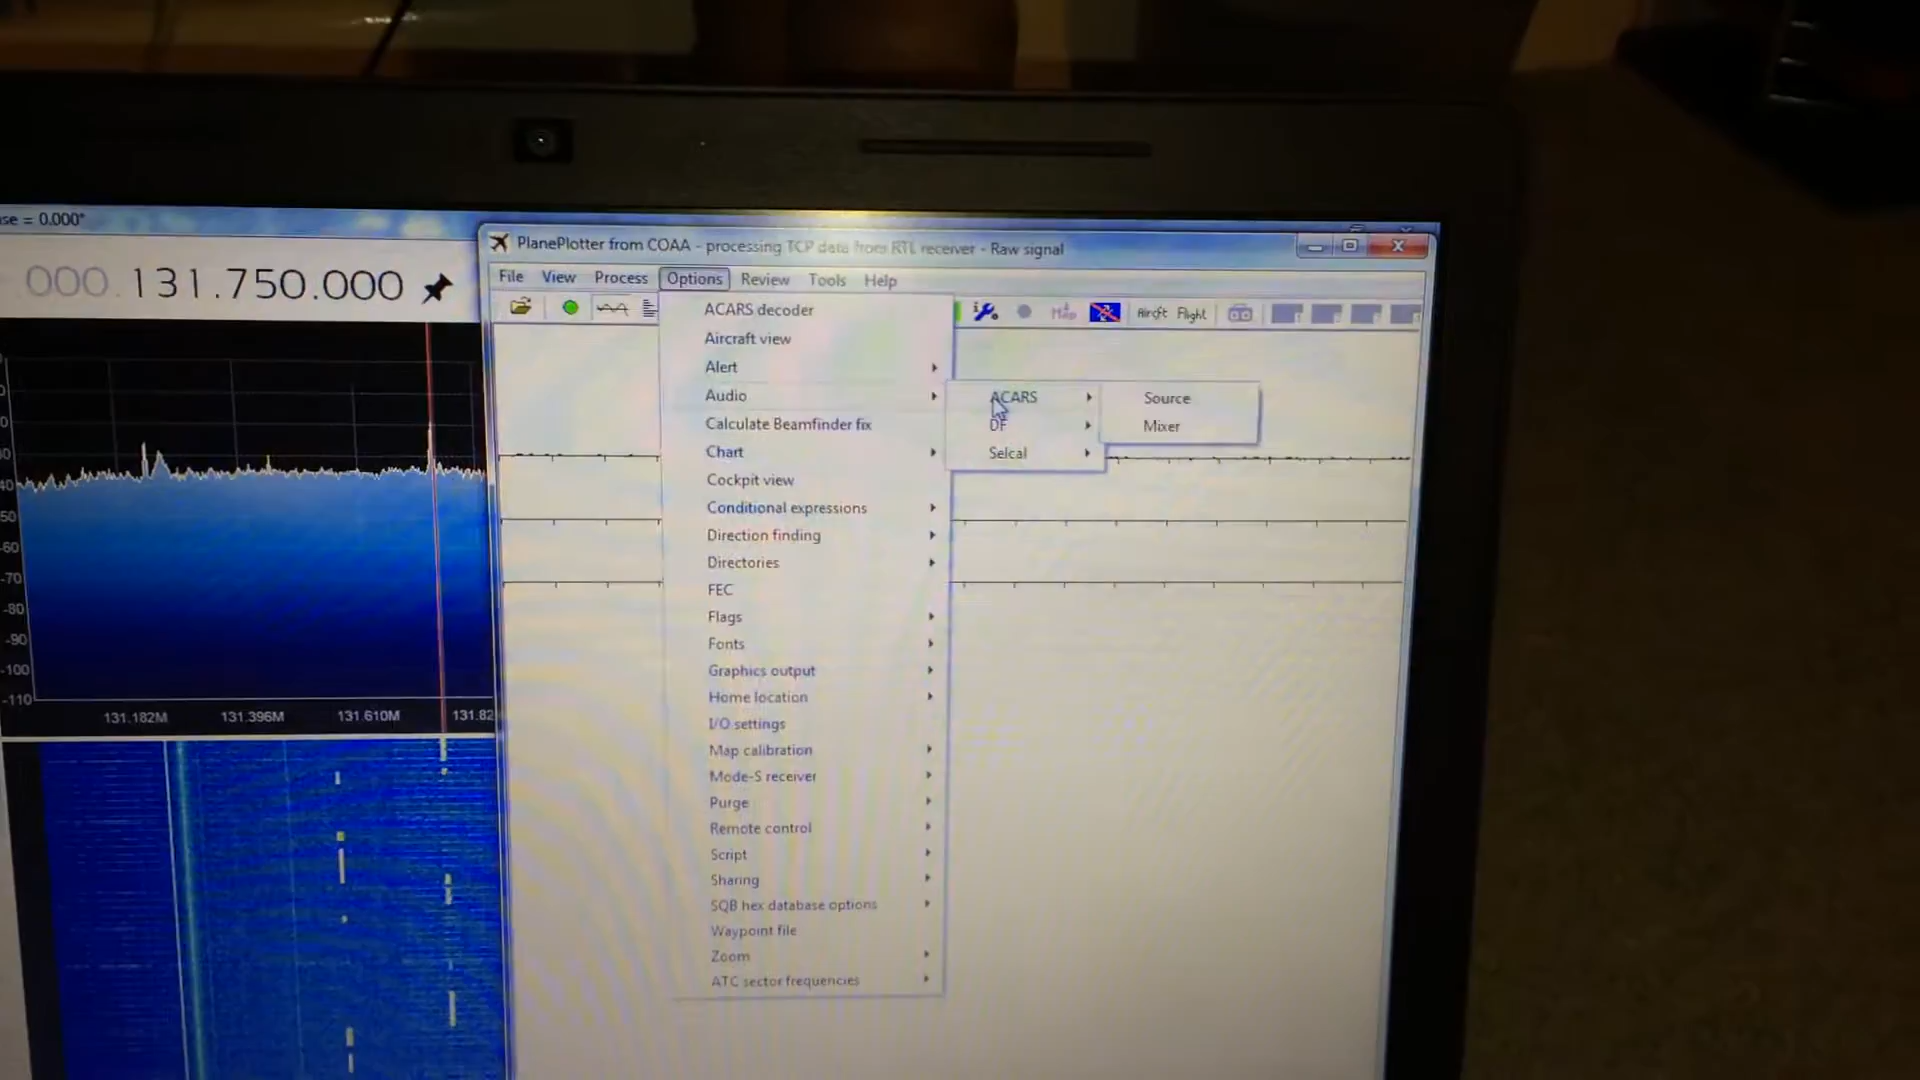 se = 0.000°
000.131.750.000
40
50
-60
-70
-80
-90
-100
-110
131.182M 131.396M 131.610M 131.82
PlanePlotter from COAA - processing TCP data from RTL receiver - Raw signal
File View Process Options Review Tools Help
Aircft Flight
ACARS decoder
Aircraft view
Alert
Audio
Calculate Beamfinder fix
Chart
Cockpit view
Conditional expressions
Direction finding
Directories
FEC
Flags
Fonts
Graphics output
Home location
I/O settings
Map calibration
Mode-S receiver
Purge
Remote control
Script
Sharing
SQB hex database options
Waypoint file
Zoom
ATC sector frequencies
ACARS
DF
Selcal
Source
Mixer